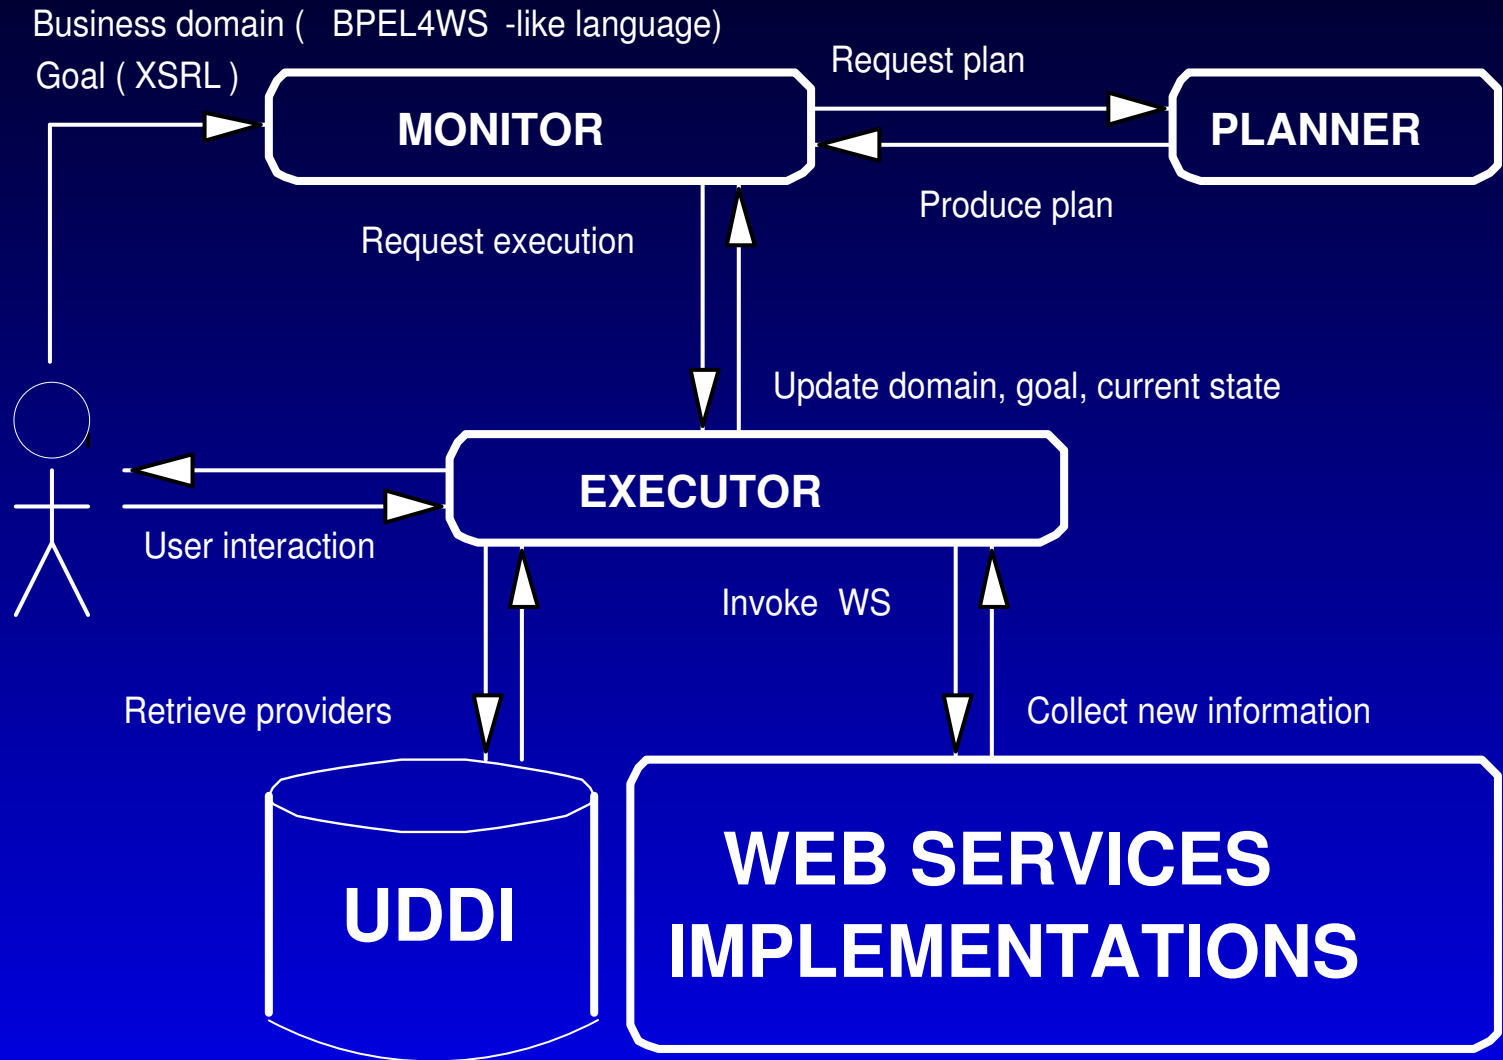 Business domain ( BPEL4WS -like language)
Goal ( XSRL )
Request plan
MONITOR
PLANNER
Produce plan
Request execution
Update domain, goal, current state
EXECUTOR
User interaction
Invoke WS
Retrieve providers
Collect new information
UDDI
WEB SERVICES
IMPLEMENTATIONS